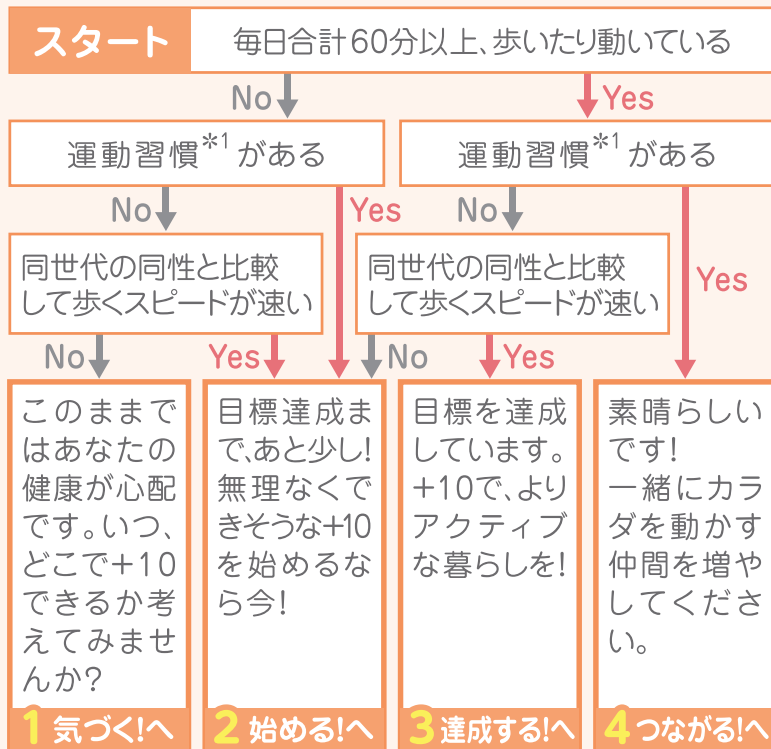 スタート 毎日合計60分以上、歩いたり動いている
No Yes
運動習慣*1がある
運動習慣*1がある
No Yes No Yes
同世代の同性と比較
して歩くスピードが速い
同世代の同性と比較
して歩くスピードが速い
No Yes No Yes
このままで
はあなたの
健康が心配
です。いつ、
どこで+10
できるか考
えてみませ
んか?
1 気づく!へ
目標達成ま
で、あと少し!
無理なくで
きそうな+10
を始めるな
ら今!
2 始める!へ
目標を達成
しています。
+10で、より
アクティブ
な暮らしを!
3 達成する!へ
素晴らしい
です!
一緒にカラ
ダを動かす
仲間を増や
してくださ
い。
4 つながる!へ